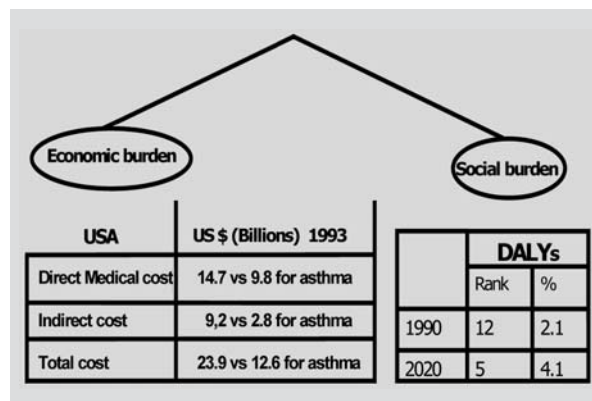 Economic burden
Social burden
USA US $ (Billions) 1993
Direct Medical cost 14.7 vs 9.8 for asthma
Indirect cost 9,2 vs 2.8 for asthma
Total cost 23.9 vs 12.6 for asthma
DALYs
Rank %
1990 12 2.1
2020 5 4.1